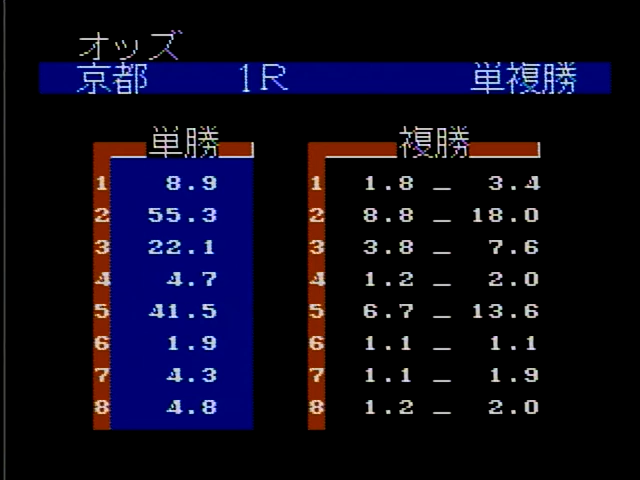 オッズ
京都 1R 単複勝
単勝 複勝
1 8.9 1 1.8 – 3.4
2 55.3 2 8.8 – 18.0
3 22.1 3 3.8 – 7.6
4 4.7 4 1.2 – 2.0
5 41.5 5 6.7 – 13.6
6 1.9 6 1.1 – 1.1
7 4.3 7 1.1 – 1.9
8 4.8 8 1.2 – 2.0